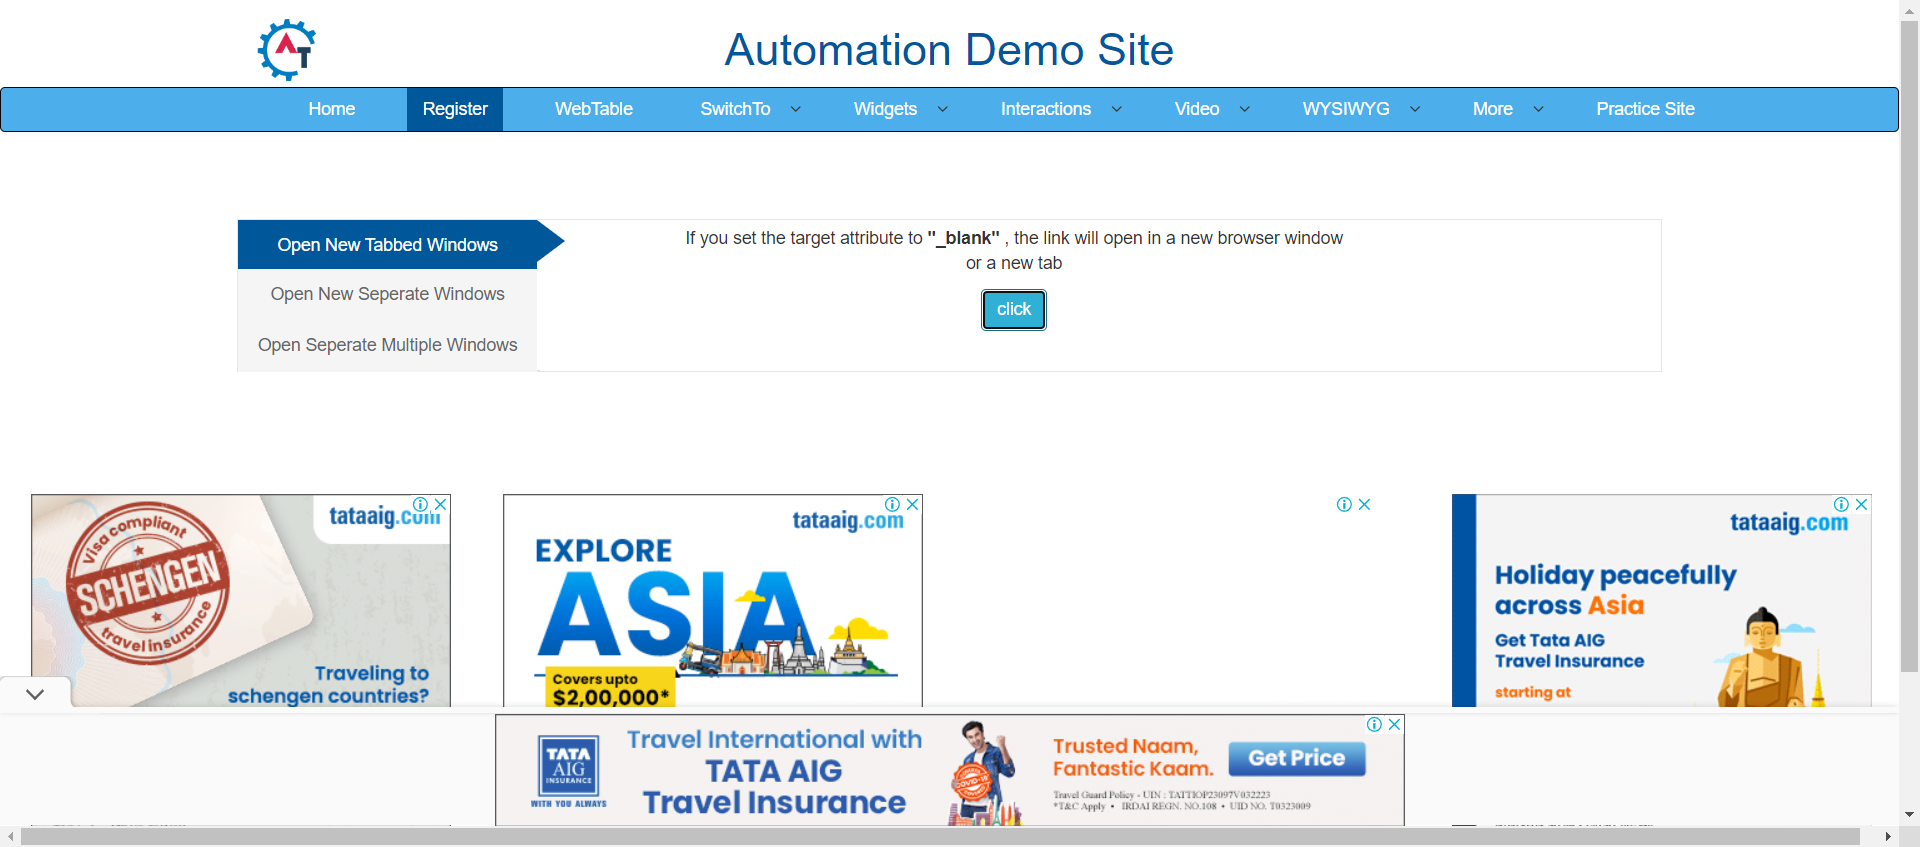 AT
Automation Demo Site
Home Register WebTable SwitchTo Widgets Interactions Video WYSIWYG More Practice Site
Open New Tabbed Windows
Open New Seperate Windows
Open Seperate Multiple Windows
If you set the target attribute to "_blank" , the link will open in a new browser window
or a new tab
click
tataaig.com
Visa compliant
SCHENGEN
travel insurance
Traveling to
schengen countries?
tataaig.com
EXPLORE
ASIA
Covers upto
$2,00,000*
tataaig.com
Holiday peacefully
across Asia
Get Tata AIG
Travel Insurance
starting at
TATA
AIG
INSURANCE
WITH YOU ALWAYS
Travel International with
TATA AIG
Travel Insurance
COVID-19
Trusted Naam,
Fantastic Kaam.
Get Price
Travel Guard Policy - UIN : TATTIOP23097V032223
*T&C Apply • IRDAI REGN. NO.108 • UID NO. T0323009